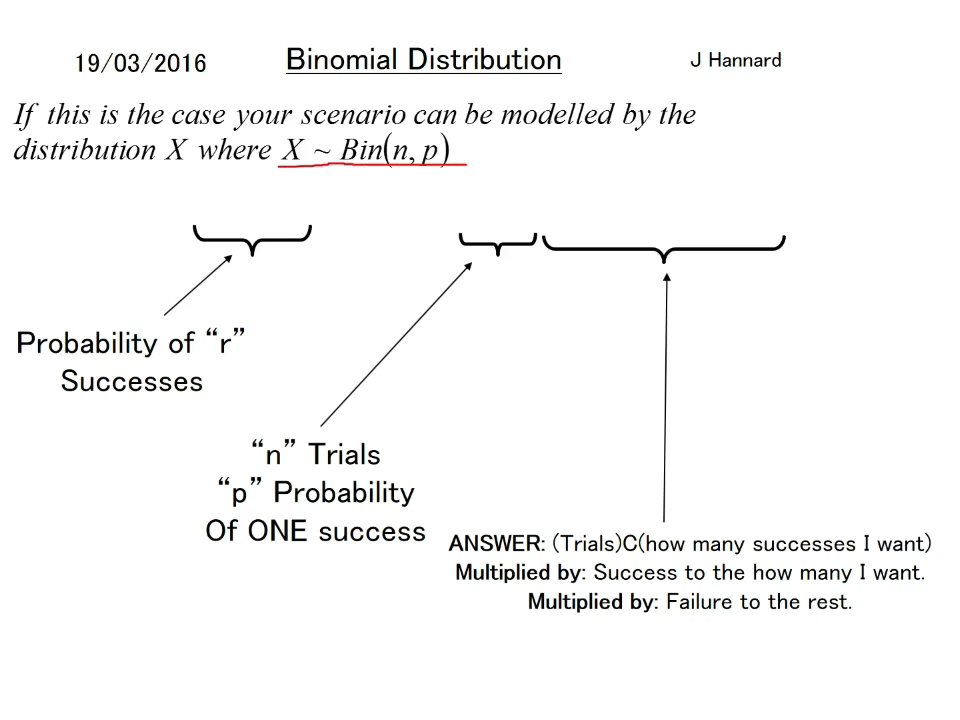 19/03/2016 Binomial Distribution J Hannard
If this is the case your scenario can be modelled by the
distribution X where X ~ Bin(n, p)
Probability of “r”
Successes
“n” Trials
“p” Probability
Of ONE success
ANSWER: (Trials)C(how many successes I want)
Multiplied by: Success to the how many I want.
Multiplied by: Failure to the rest.